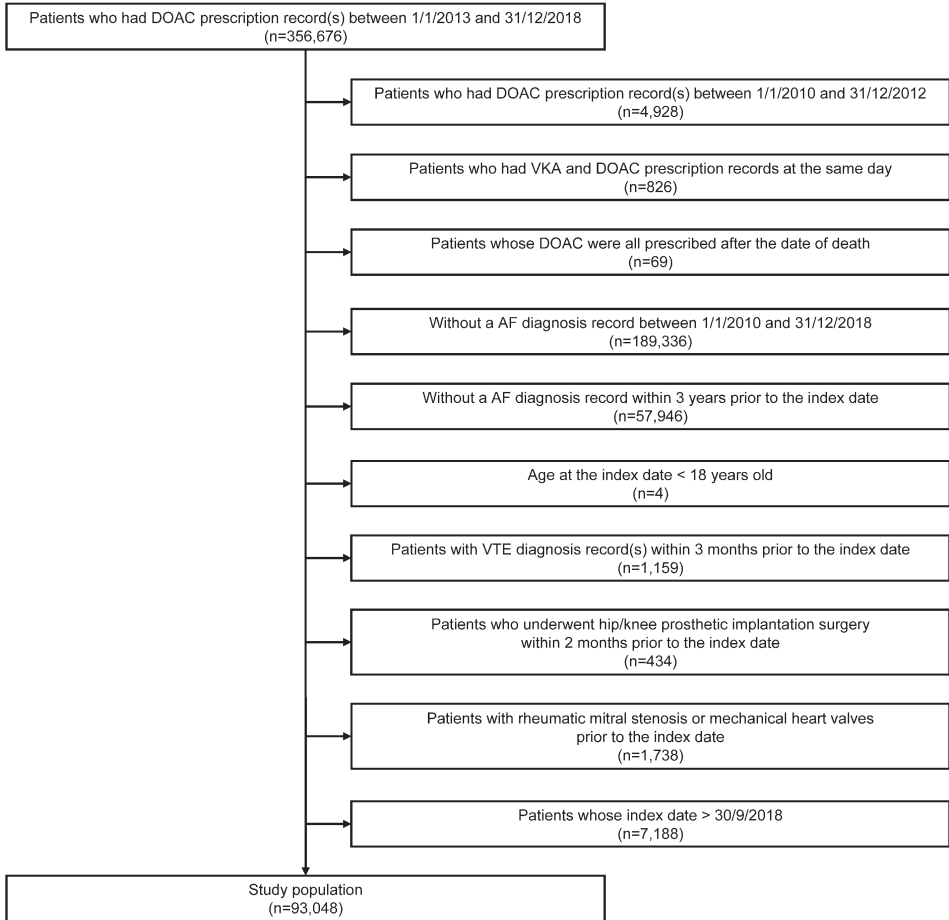 Patients who had DOAC prescription record(s) between 1/1/2013 and 31/12/2018
(n=356,676)
Patients who had DOAC prescription record(s) between 1/1/2010 and 31/12/2012
(n=4,928)
Patients who had VKA and DOAC prescription records at the same day
(n=826)
Patients whose DOAC were all prescribed after the date of death
(n=69)
Without a AF diagnosis record between 1/1/2010 and 31/12/2018
(n=189,336)
Without a AF diagnosis record within 3 years prior to the index date
(n=57,946)
Age at the index date < 18 years old
(n=4)
Patients with VTE diagnosis record(s) within 3 months prior to the index date
(n=1,159)
Patients who underwent hip/knee prosthetic implantation surgery
within 2 months prior to the index date
(n=434)
Patients with rheumatic mitral stenosis or mechanical heart valves
prior to the index date
(n=1,738)
Patients whose index date > 30/9/2018
(n=7,188)
Study population
(n=93,048)